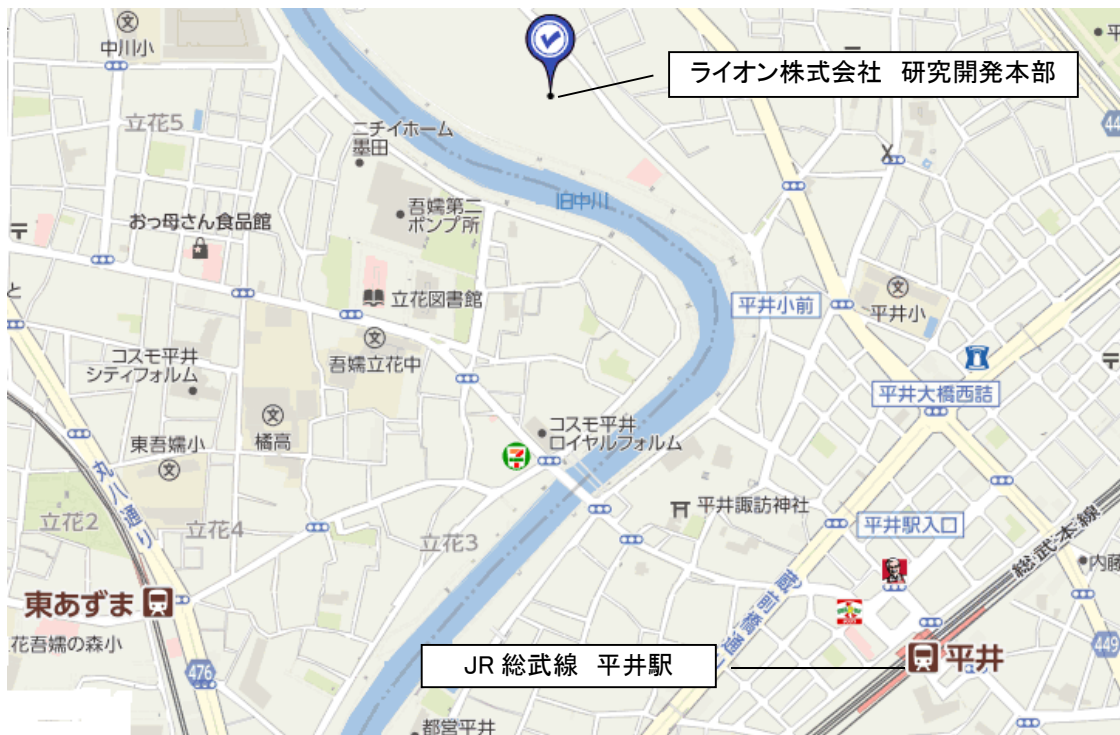 中川小
平
ライオン株式会社 研究開発本部
立花5
ニチイホーム
墨田
旧中川
吾嬬第二
ポンプ所
おっ母さん食品館
立花図書館
平井小前
平井小
と
吾嬬立花中
コスモ平井
シティフォルム
平井大橋西詰
橘高
コスモ平井
ロイヤルフォルム
東吾嬬小
丸八通り
平井諏訪神社
立花2
立花4
立花3
平井駅入口
総武本線
内藤
蔵前橋通り
東あずま
花吾嬬の森小
476
JR 総武線 平井駅
平井
449
都営平井